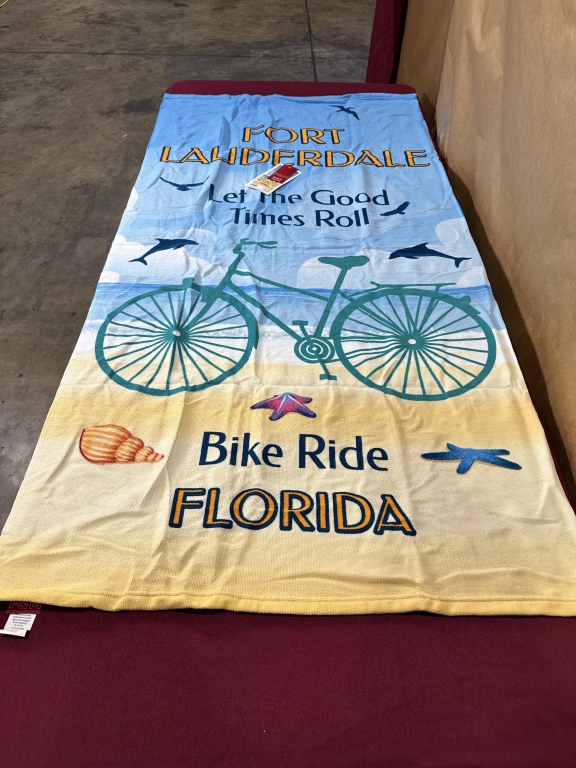 FORT
LAUDERDALE
Let the Good
Times Roll
Bike Ride
FLORIDA